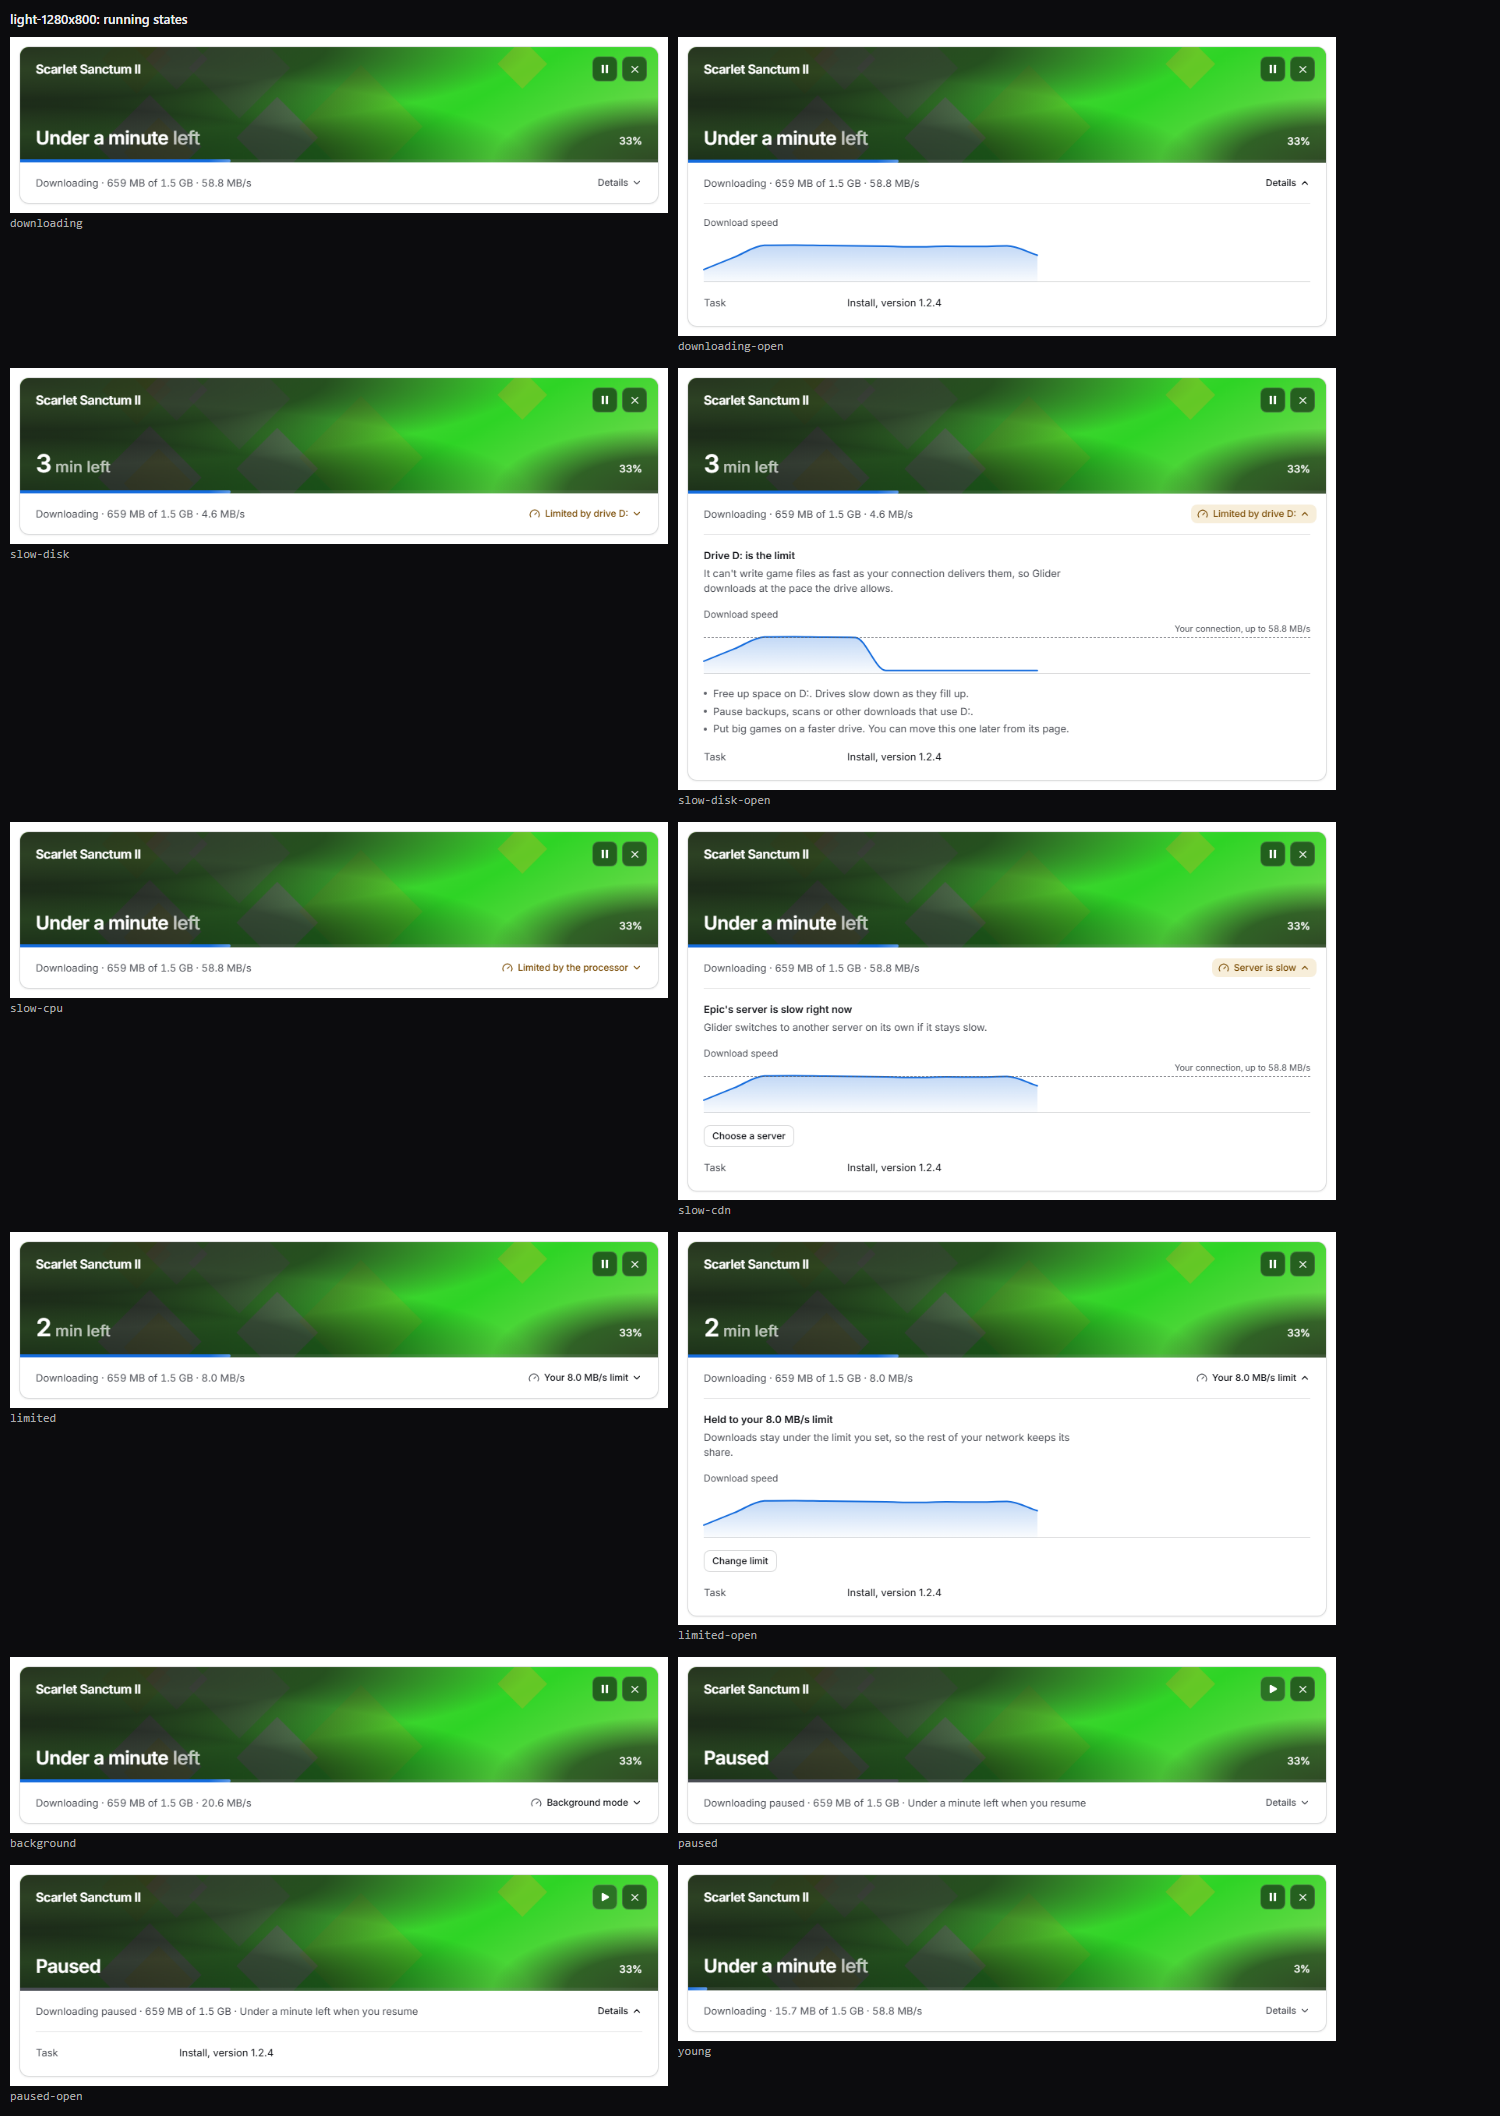 light-1280x800: running states
Scarlet Sanctum II
Under a minute left
33%
Downloading · 659 MB of 1.5 GB · 58.8 MB/s
Details
downloading
Scarlet Sanctum II
Under a minute left
33%
Downloading · 659 MB of 1.5 GB · 58.8 MB/s
Details
Download speed
Task
Install, version 1.2.4
downloading-open
Scarlet Sanctum II
3 min left
33%
Downloading · 659 MB of 1.5 GB · 4.6 MB/s
Limited by drive D:
slow-disk
Scarlet Sanctum II
3 min left
33%
Downloading · 659 MB of 1.5 GB · 4.6 MB/s
Limited by drive D:
Drive D: is the limit
It can't write game files as fast as your connection delivers them, so Glider
downloads at the pace the drive allows.
Download speed
Your connection, up to 58.8 MB/s
• Free up space on D:. Drives slow down as they fill up.
• Pause backups, scans or other downloads that use D:.
• Put big games on a faster drive. You can move this one later from its page.
Task
Install, version 1.2.4
slow-disk-open
Scarlet Sanctum II
Under a minute left
33%
Downloading · 659 MB of 1.5 GB · 58.8 MB/s
Limited by the processor
slow-cpu
Scarlet Sanctum II
Under a minute left
33%
Downloading · 659 MB of 1.5 GB · 58.8 MB/s
Server is slow
Epic's server is slow right now
Glider switches to another server on its own if it stays slow.
Download speed
Your connection, up to 58.8 MB/s
Choose a server
Task
Install, version 1.2.4
slow-cdn
Scarlet Sanctum II
2 min left
33%
Downloading · 659 MB of 1.5 GB · 8.0 MB/s
Your 8.0 MB/s limit
limited
Scarlet Sanctum II
2 min left
33%
Downloading · 659 MB of 1.5 GB · 8.0 MB/s
Your 8.0 MB/s limit
Held to your 8.0 MB/s limit
Downloads stay under the limit you set, so the rest of your network keeps its
share.
Download speed
Change limit
Task
Install, version 1.2.4
limited-open
Scarlet Sanctum II
Under a minute left
33%
Downloading · 659 MB of 1.5 GB · 20.6 MB/s
Background mode
background
Scarlet Sanctum II
Paused
33%
Downloading paused · 659 MB of 1.5 GB · Under a minute left when you resume
Details
paused
Scarlet Sanctum II
Paused
33%
Downloading paused · 659 MB of 1.5 GB · Under a minute left when you resume
Details
Task
Install, version 1.2.4
paused-open
Scarlet Sanctum II
Under a minute left
3%
Downloading · 15.7 MB of 1.5 GB · 58.8 MB/s
Details
young